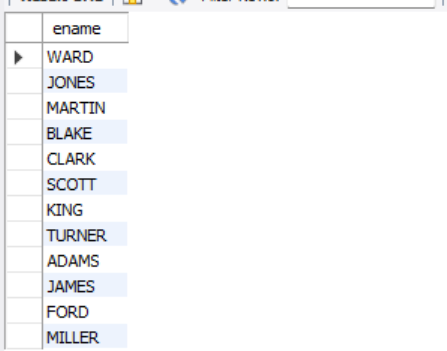 ename
WARD
JONES
MARTIN
BLAKE
CLARK
SCOTT
KING
TURNER
ADAMS
JAMES
FORD
MILLER